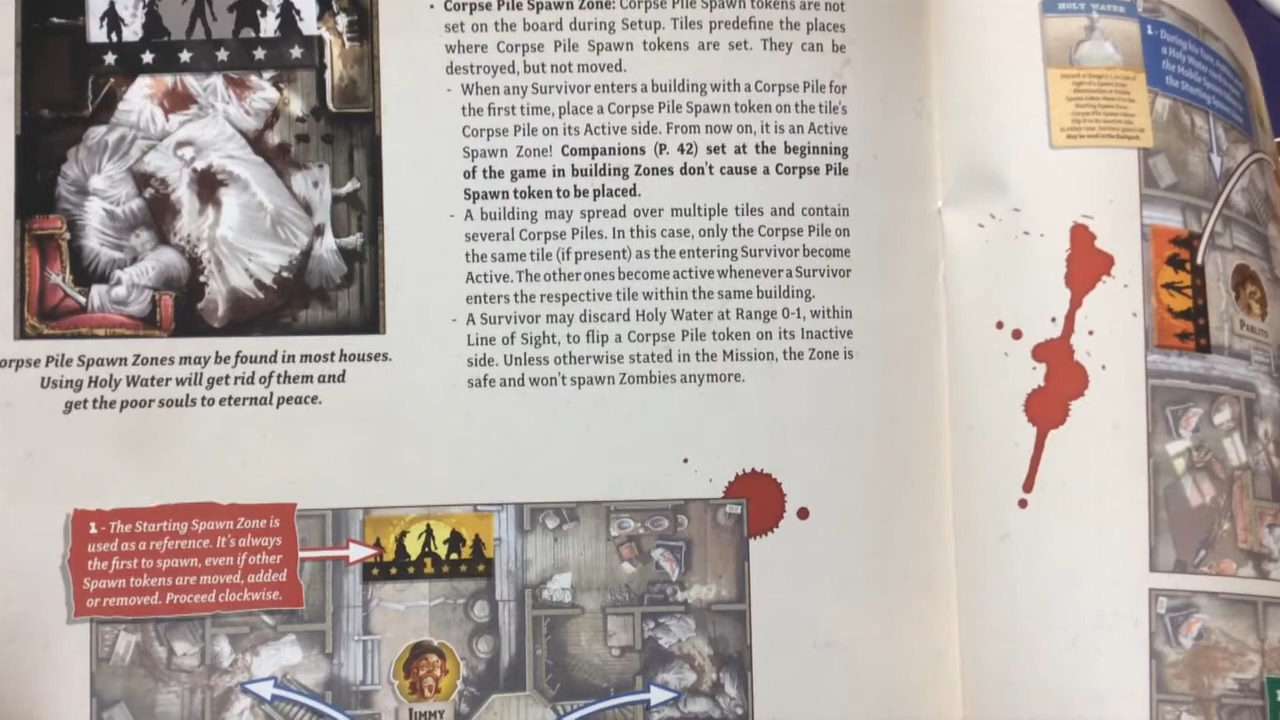 • Corpse Pile Spawn Zone: Corpse Pile Spawn tokens are not
set on the board during Setup. Tiles predefine the places
where Corpse Pile Spawn tokens are set. They can be
destroyed, but not moved.
- When any Survivor enters a building with a Corpse Pile for
the first time, place a Corpse Pile Spawn token on the tile's
Corpse Pile on its Active side. From now on, it is an Active
Spawn Zone! Companions (P. 42) set at the beginning
of the game in building Zones don't cause a Corpse Pile
Spawn token to be placed.
- A building may spread over multiple tiles and contain
several Corpse Piles. In this case, only the Corpse Pile on
the same tile (if present) as the entering Survivor become
Active. The other ones become active whenever a Survivor
enters the respective tile within the same building.
- A Survivor may discard Holy Water at Range 0-1, within
Line of Sight, to flip a Corpse Pile token on its Inactive
side. Unless otherwise stated in the Mission, the Zone is
safe and won't spawn Zombies anymore.
orpse Pile Spawn Zones may be found in most houses.
Using Holy Water will get rid of them and
get the poor souls to eternal peace.
1 - The Starting Spawn Zone is
used as a reference. It's always
the first to spawn, even if other
Spawn tokens are moved, added
or removed. Proceed clockwise.
1
JIMMY
HOLY WATER
1 - During his
a Holy Water
the Mobile
the Starting